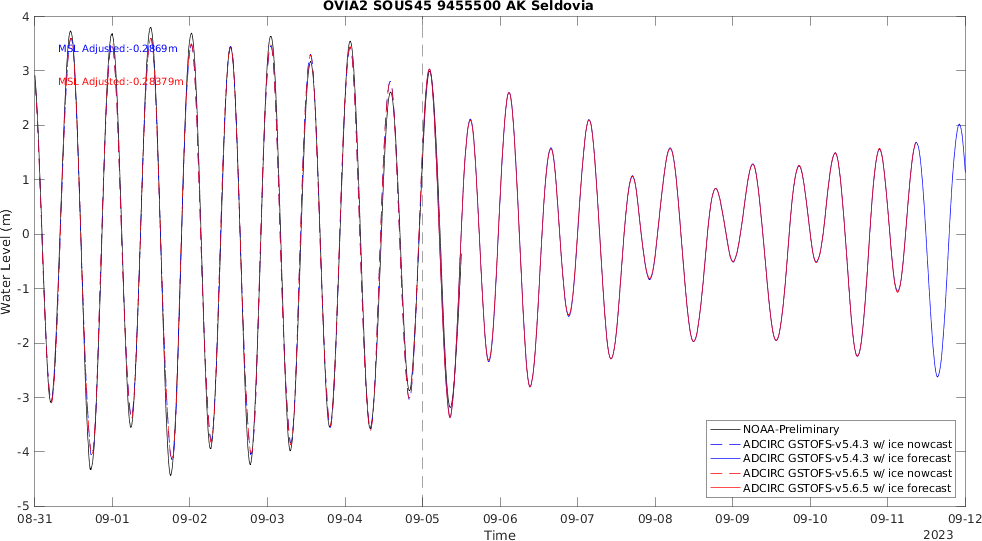 OVIA2 SOUS45 9455500 AK Seldovia
MSL Adjusted:-0.2869m
MSL Adjusted:-0.28379m
Water Level (m)
4
3
2
1
0
-1
-2
-3
-4
-5
NOAA-Preliminary
ADCIRC GSTOFS-v5.4.3 w/ ice nowcast
ADCIRC GSTOFS-v5.4.3 w/ ice forecast
ADCIRC GSTOFS-v5.6.5 w/ ice nowcast
ADCIRC GSTOFS-v5.6.5 w/ ice forecast
08-31 09-01 09-02 09-03 09-04 09-05 09-06 09-07 09-08 09-09 09-10 09-11 09-12
Time
2023